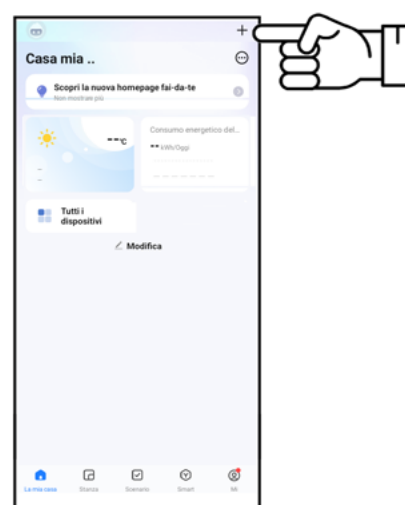 Casa mia ..
Scopri la nuova homepage fai-da-te
Non mostrare più
--°C
Consumo energetico del...
-- kWh/Oggi
Tutti i
dispositivi
Modifica
La mia casa
Stanza
Scenario
Smart
Mi